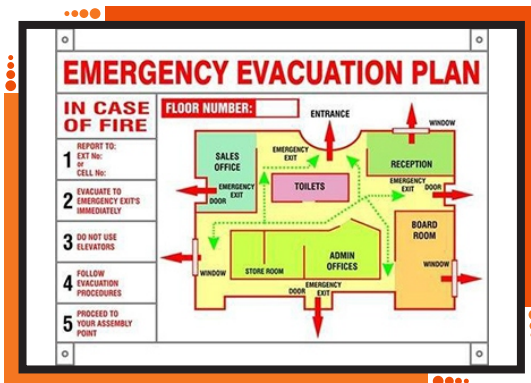 EMERGENCY EVACUATION PLAN
IN CASE
OF FIRE
1 REPORT TO:
EXT No:
or
CELL No:
2 EVACUATE TO
EMERGENCY EXIT'S
IMMEDIATELY
3 DO NOT USE
ELEVATORS
4 FOLLOW
EVACUATION
PROCEDURES
5 PROCEED TO
YOUR ASSEMBLY
POINT
FLOOR NUMBER:
ENTRANCE
WINDOW
SALES
OFFICE
EMERGENCY
EXIT
RECEPTION
TOILETS
EMERGENCY
EXIT
DOOR
EMERGENCY
EXIT
DOOR
BOARD
ROOM
WINDOW
STORE ROOM
ADMIN
OFFICES
WINDOW
DOOR
EMERGENCY
EXIT